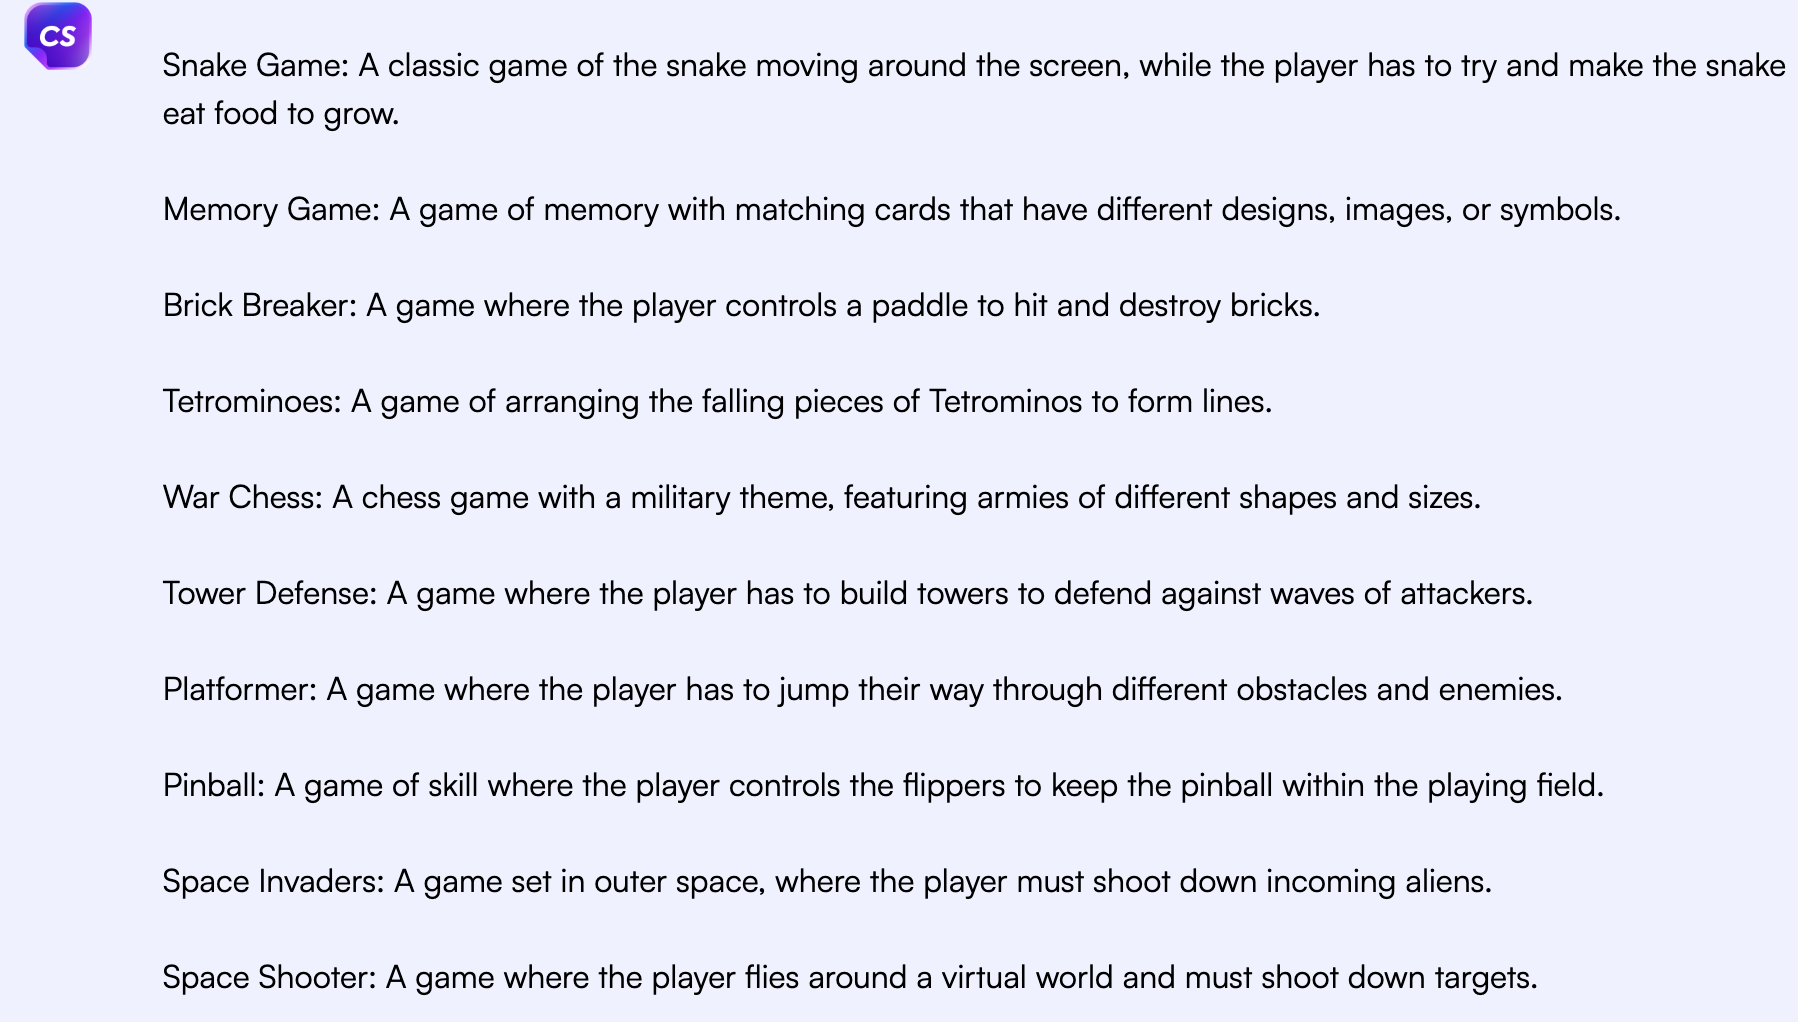 CS
Snake Game: A classic game of the snake moving around the screen, while the player has to try and make the snake
eat food to grow.
Memory Game: A game of memory with matching cards that have different designs, images, or symbols.
Brick Breaker: A game where the player controls a paddle to hit and destroy bricks.
Tetrominoes: A game of arranging the falling pieces of Tetrominos to form lines.
War Chess: A chess game with a military theme, featuring armies of different shapes and sizes.
Tower Defense: A game where the player has to build towers to defend against waves of attackers.
Platformer: A game where the player has to jump their way through different obstacles and enemies.
Pinball: A game of skill where the player controls the flippers to keep the pinball within the playing field.
Space Invaders: A game set in outer space, where the player must shoot down incoming aliens.
Space Shooter: A game where the player flies around a virtual world and must shoot down targets.